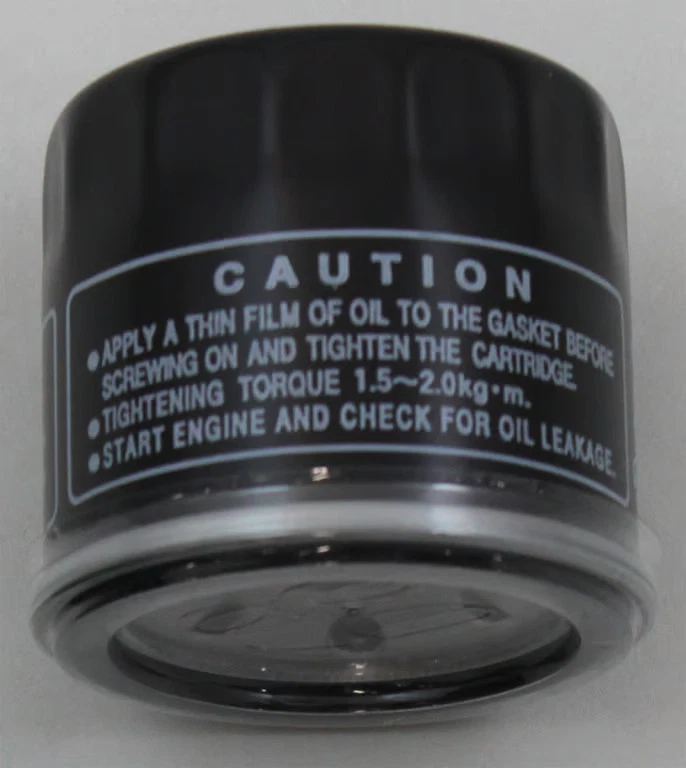 CAUTION
●APPLY A THIN FILM OF OIL TO THE GASKET BEFORE
SCREWING ON AND TIGHTEN THE CARTRIDGE.
●TIGHTENING TORQUE 1.5~2.0kg・m.
●START ENGINE AND CHECK FOR OIL LEAKAGE.